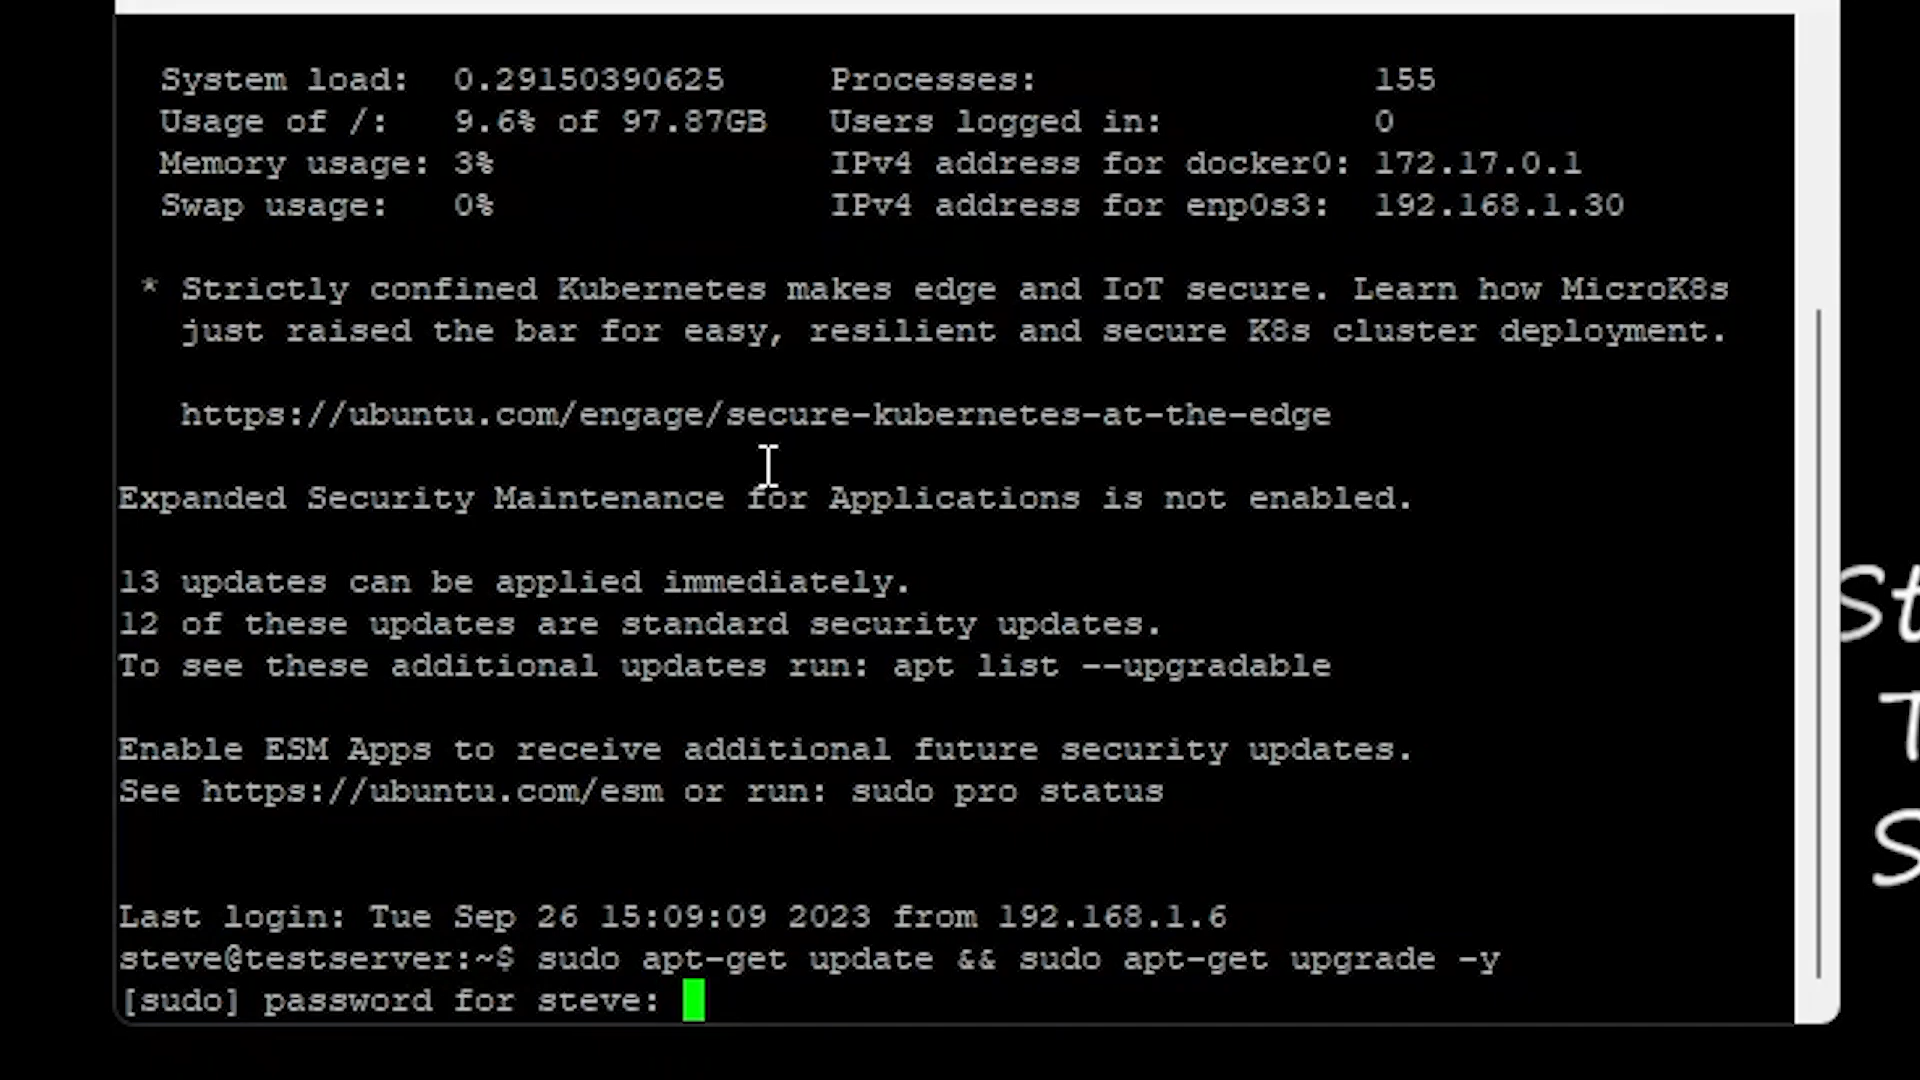 System load:  0.29150390625     Processes:                155
Usage of /:   9.6% of 97.87GB   Users logged in:          0
Memory usage: 3%                IPv4 address for docker0: 172.17.0.1
Swap usage:   0%                IPv4 address for enp0s3:  192.168.1.30
* Strictly confined Kubernetes makes edge and IoT secure. Learn how MicroK8s
just raised the bar for easy, resilient and secure K8s cluster deployment.
https://ubuntu.com/engage/secure-kubernetes-at-the-edge
Expanded Security Maintenance for Applications is not enabled.
13 updates can be applied immediately.
12 of these updates are standard security updates.
To see these additional updates run: apt list --upgradable
Enable ESM Apps to receive additional future security updates.
See https://ubuntu.com/esm or run: sudo pro status
Last login: Tue Sep 26 15:09:09 2023 from 192.168.1.6
steve@testserver:~$ sudo apt-get update && sudo apt-get upgrade -y
[sudo] password for steve: